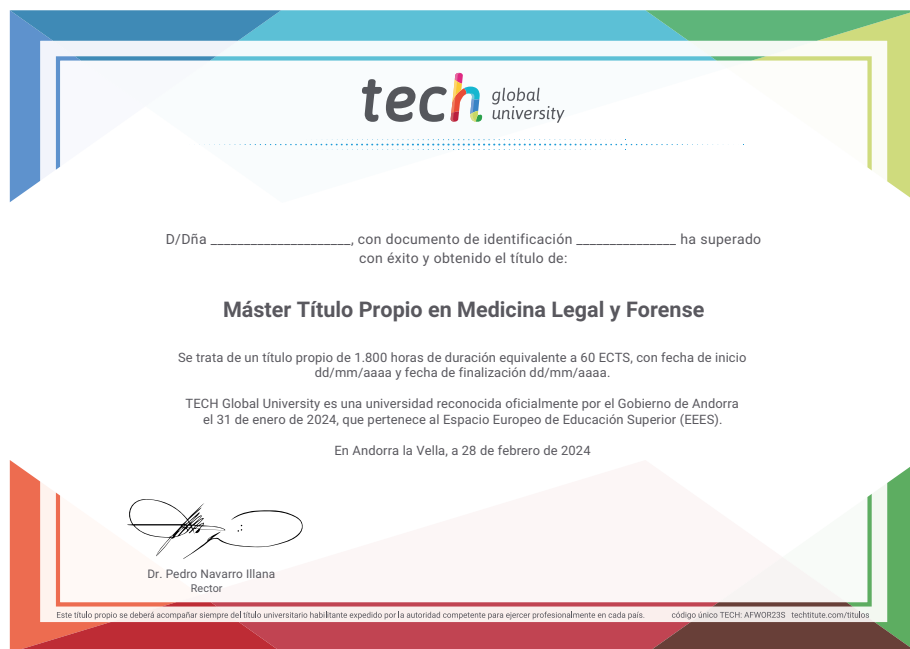 tech global
university
D/Dña _____________________, con documento de identificación _______________ ha superado
con éxito y obtenido el título de:
Máster Título Propio en Medicina Legal y Forense
Se trata de un título propio de 1.800 horas de duración equivalente a 60 ECTS, con fecha de inicio
dd/mm/aaaa y fecha de finalización dd/mm/aaaa.
TECH Global University es una universidad reconocida oficialmente por el Gobierno de Andorra
el 31 de enero de 2024, que pertenece al Espacio Europeo de Educación Superior (EEES).
En Andorra la Vella, a 28 de febrero de 2024
Dr. Pedro Navarro Illana
Rector
Este título propio se deberá acompañar siempre del título universitario habilitante expedido por la autoridad competente para ejercer profesionalmente en cada país. código único TECH: AFWOR23S techtitute.com/titulos